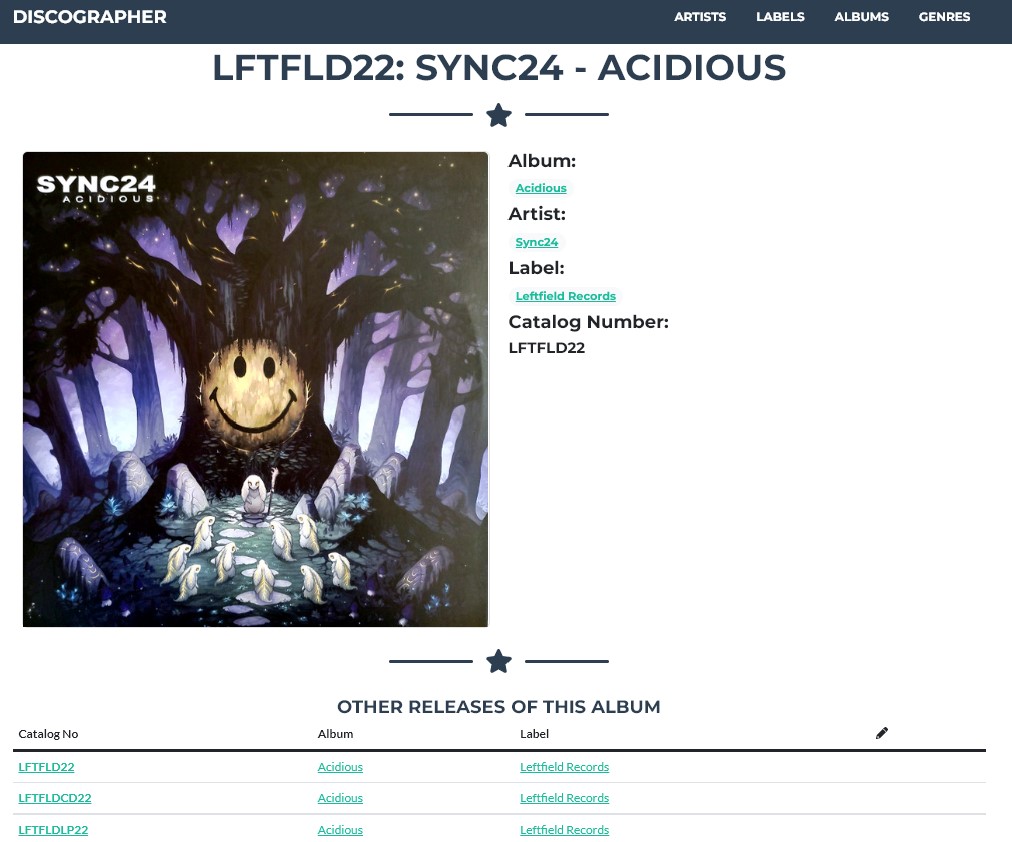 DISCOGRAPHER ARTISTS LABELS ALBUMS GENRES
LFTFLD22: SYNC24 - ACIDIOUS
SYNC24
ACIDIOUS
Album:
Acidious
Artist:
Sync24
Label:
Leftfield Records
Catalog Number:
LFTFLD22
OTHER RELEASES OF THIS ALBUM
Catalog No Album Label
LFTFLD22 Acidious Leftfield Records
LFTFLDCD22 Acidious Leftfield Records
LFTFLDLP22 Acidious Leftfield Records